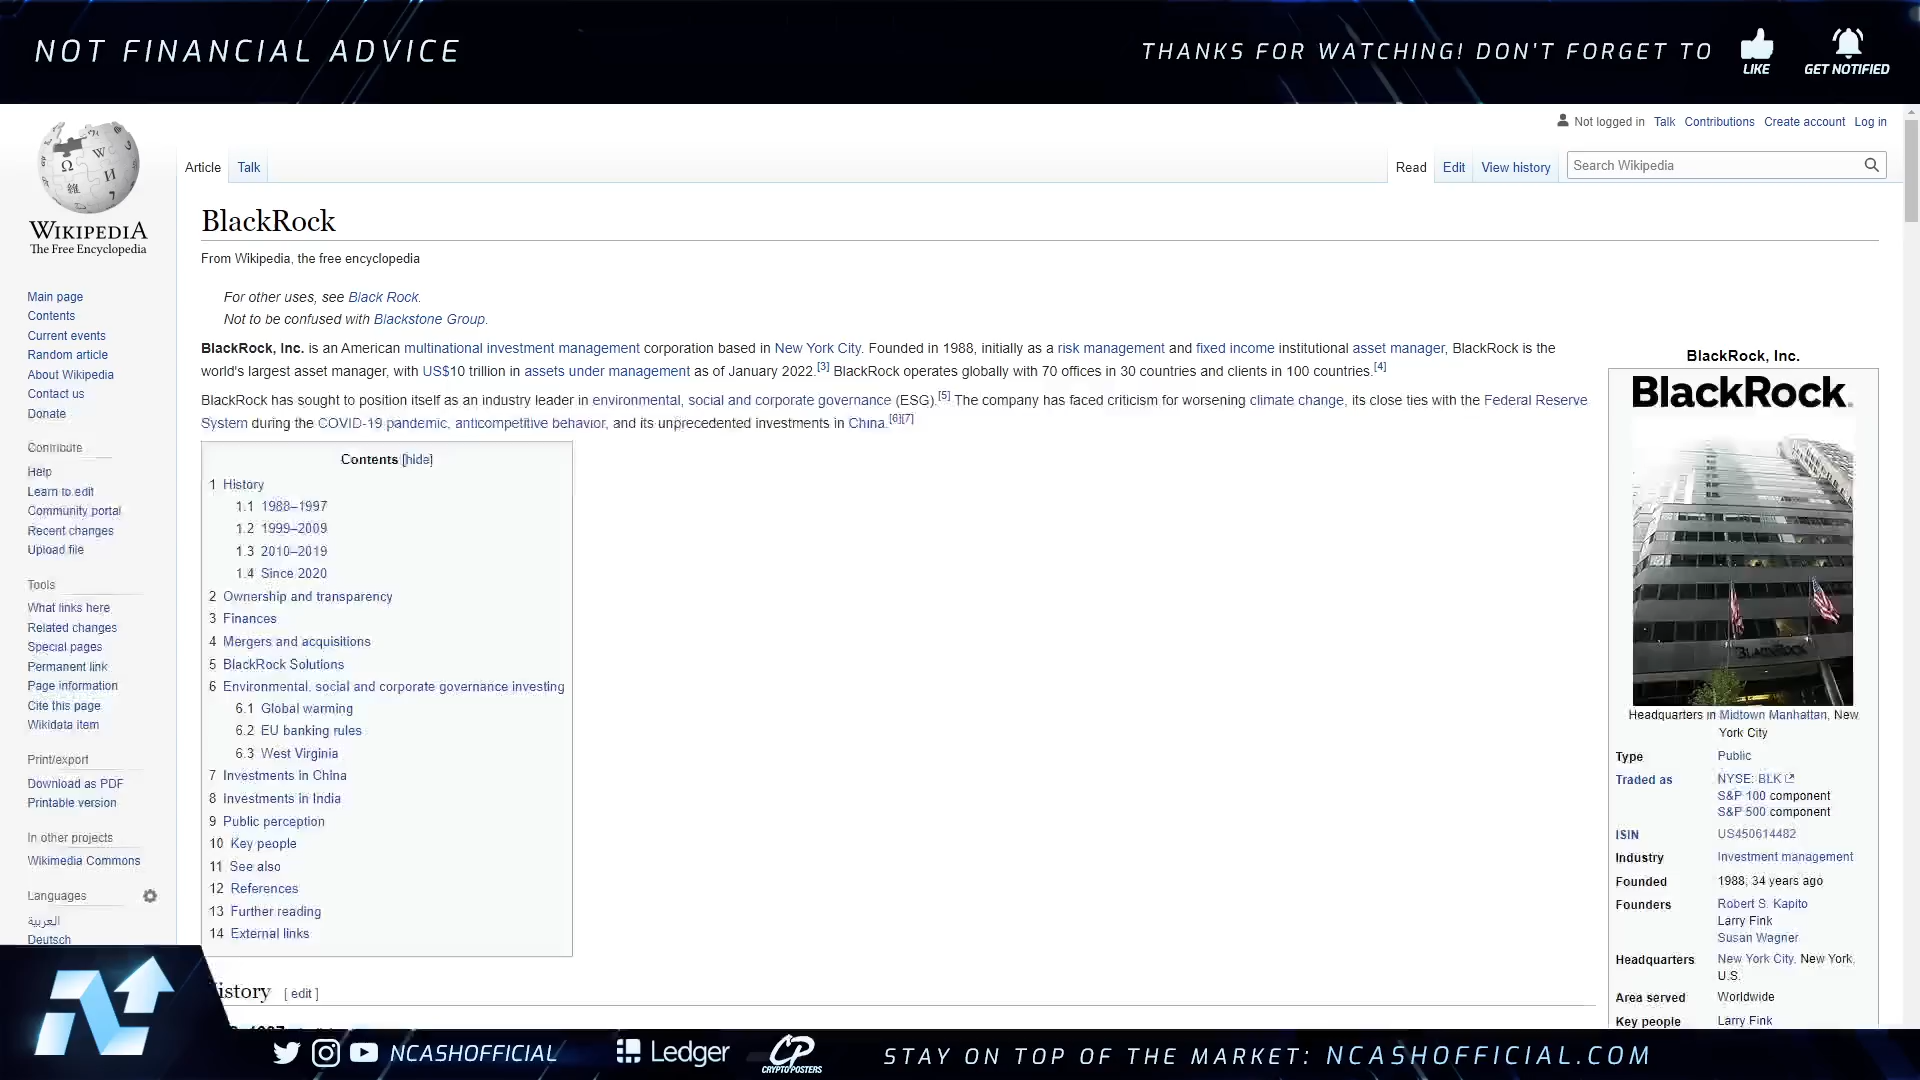 NOT FINANCIAL ADVICE
THANKS FOR WATCHING! DON'T FORGET TO
LIKE
GET NOTIFIED
Not logged in Talk Contributions Create account Log in
WIKIPEDIA
The Free Encyclopedia
Article Talk
Read Edit View history
Search Wikipedia
BlackRock
From Wikipedia, the free encyclopedia
For other uses, see Black Rock.
Not to be confused with Blackstone Group.
BlackRock, Inc. is an American multinational investment management corporation based in New York City. Founded in 1988, initially as a risk management and fixed income institutional asset manager, BlackRock is the
world's largest asset manager, with US$10 trillion in assets under management as of January 2022.[3] BlackRock operates globally with 70 offices in 30 countries and clients in 100 countries.[4]
BlackRock has sought to position itself as an industry leader in environmental, social and corporate governance (ESG).[5] The company has faced criticism for worsening climate change, its close ties with the Federal Reserve
System during the COVID-19 pandemic, anticompetitive behavior, and its unprecedented investments in China.[6][7]
Main page
Contents
Current events
Random article
About Wikipedia
Contact us
Donate
Contribute
Help
Learn to edit
Community portal
Recent changes
Upload file
Tools
What links here
Related changes
Special pages
Permanent link
Page information
Cite this page
Wikidata item
Print/export
Download as PDF
Printable version
In other projects
Wikimedia Commons
Languages
العربية
Deutsch
Contents [hide]
1 History
1.1 1988–1997
1.2 1999–2009
1.3 2010–2019
1.4 Since 2020
2 Ownership and transparency
3 Finances
4 Mergers and acquisitions
5 BlackRock Solutions
6 Environmental, social and corporate governance investing
6.1 Global warming
6.2 EU banking rules
6.3 West Virginia
7 Investments in China
8 Investments in India
9 Public perception
10 Key people
11 See also
12 References
13 Further reading
14 External links
History [ edit ]
BlackRock, Inc.
BlackRock.
BLACKROCK
Headquarters in Midtown Manhattan, New
York City
Type Public
Traded as NYSE: BLK
S&P 100 component
S&P 500 component
ISIN US450614482
Industry Investment management
Founded 1988; 34 years ago
Founders Robert S. Kapito
Larry Fink
Susan Wagner
Headquarters New York City, New York,
U.S.
Area served Worldwide
Key people Larry Fink
NCASHOFFICIAL
Ledger
CP
CRYPTOPOSTERS
STAY ON TOP OF THE MARKET: NCASHOFFICIAL.COM